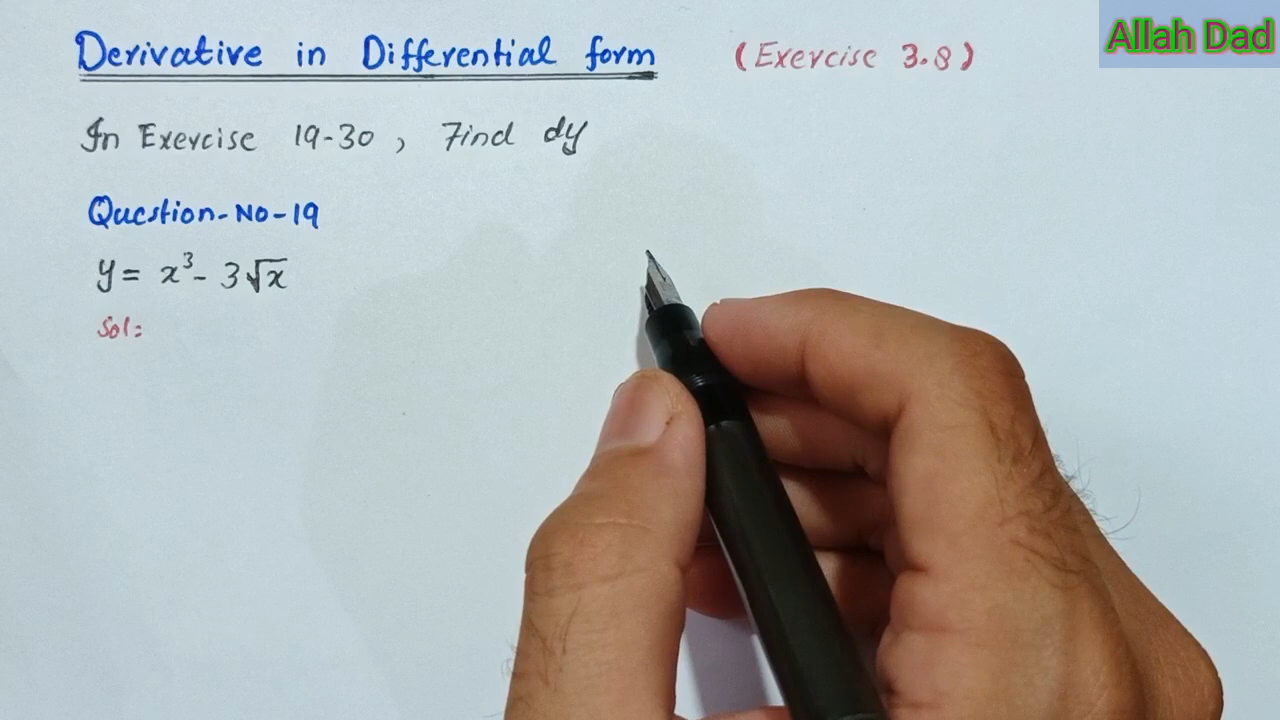 Derivative in Differential form (Exercise 3.8)
Allah Dad
In Exercise 19-30, Find dy
Question-No-19
y = x³ - 3√x
Sol: